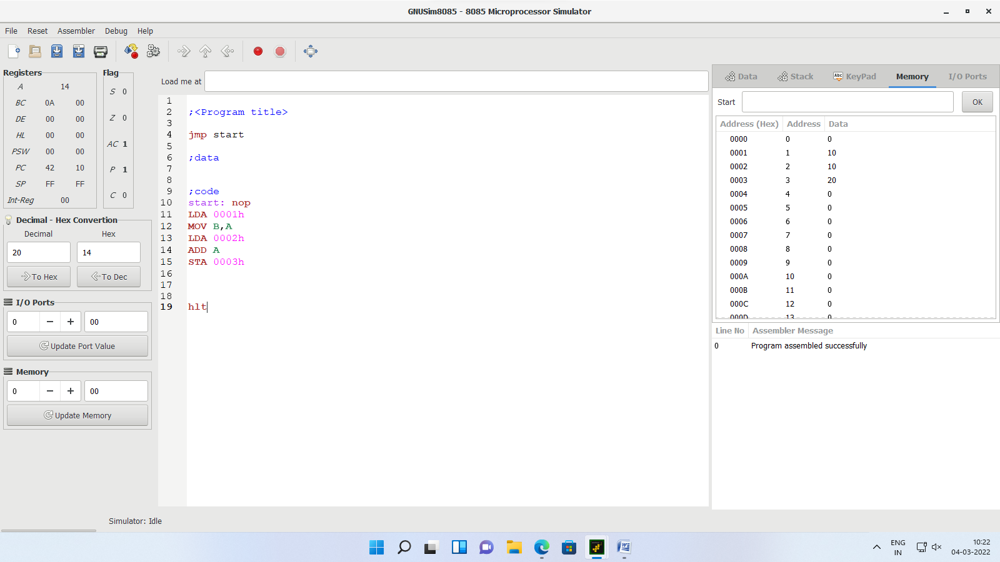 GNUSim8085 - 8085 Microprocessor Simulator
File Reset Assembler Debug Help
Registers
A 14
BC 0A 00
DE 00 00
HL 00 00
PSW 00 00
PC 42 10
SP FF FF
Int-Reg 00
Flag
S 0
Z 0
AC 1
P 1
C 0
Decimal - Hex Convertion
Decimal Hex
20 14
To Hex To Dec
I/O Ports
0 − + 00
Update Port Value
Memory
0 − + 00
Update Memory
Load me at
1
2 ;<Program title>
3
4 jmp start
5
6 ;data
7
8
9 ;code
10 start: nop
11 LDA 0001h
12 MOV B,A
13 LDA 0002h
14 ADD A
15 STA 0003h
16
17
18
19 hlt
Data Stack Abc KeyPad Memory I/O Ports
Start OK
Address (Hex) Address Data
0000 0 0
0001 1 10
0002 2 10
0003 3 20
0004 4 0
0005 5 0
0006 6 0
0007 7 0
0008 8 0
0009 9 0
000A 10 0
000B 11 0
000C 12 0
000D 13 0
Line No Assembler Message
0 Program assembled successfully
Simulator: Idle
ENG
IN
10:22
04-03-2022